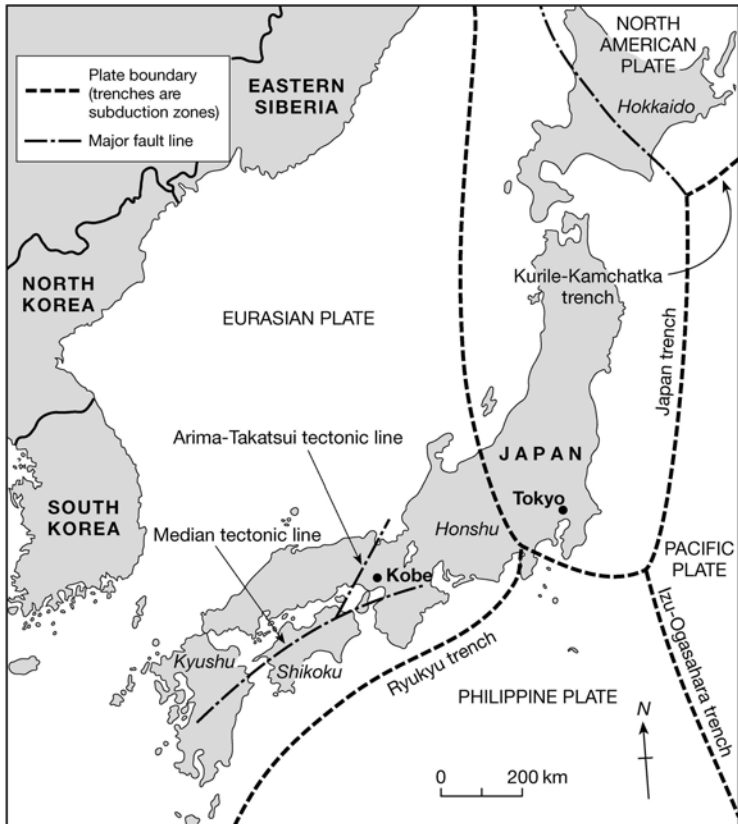 Plate boundary
(trenches are
subduction zones)
Major fault line
EASTERN
SIBERIA
NORTH
AMERICAN
PLATE
Hokkaido
NORTH
KOREA
EURASIAN PLATE
Kurile-Kamchatka
trench
Japan trench
Arima-Takatsui tectonic line
JAPAN
SOUTH
KOREA
Tokyo
Median tectonic line
Honshu
PACIFIC
PLATE
Kobe
Izu-Ogasahara trench
Kyushu
Shikoku
Ryukyu trench
PHILIPPINE PLATE
N
0 200 km